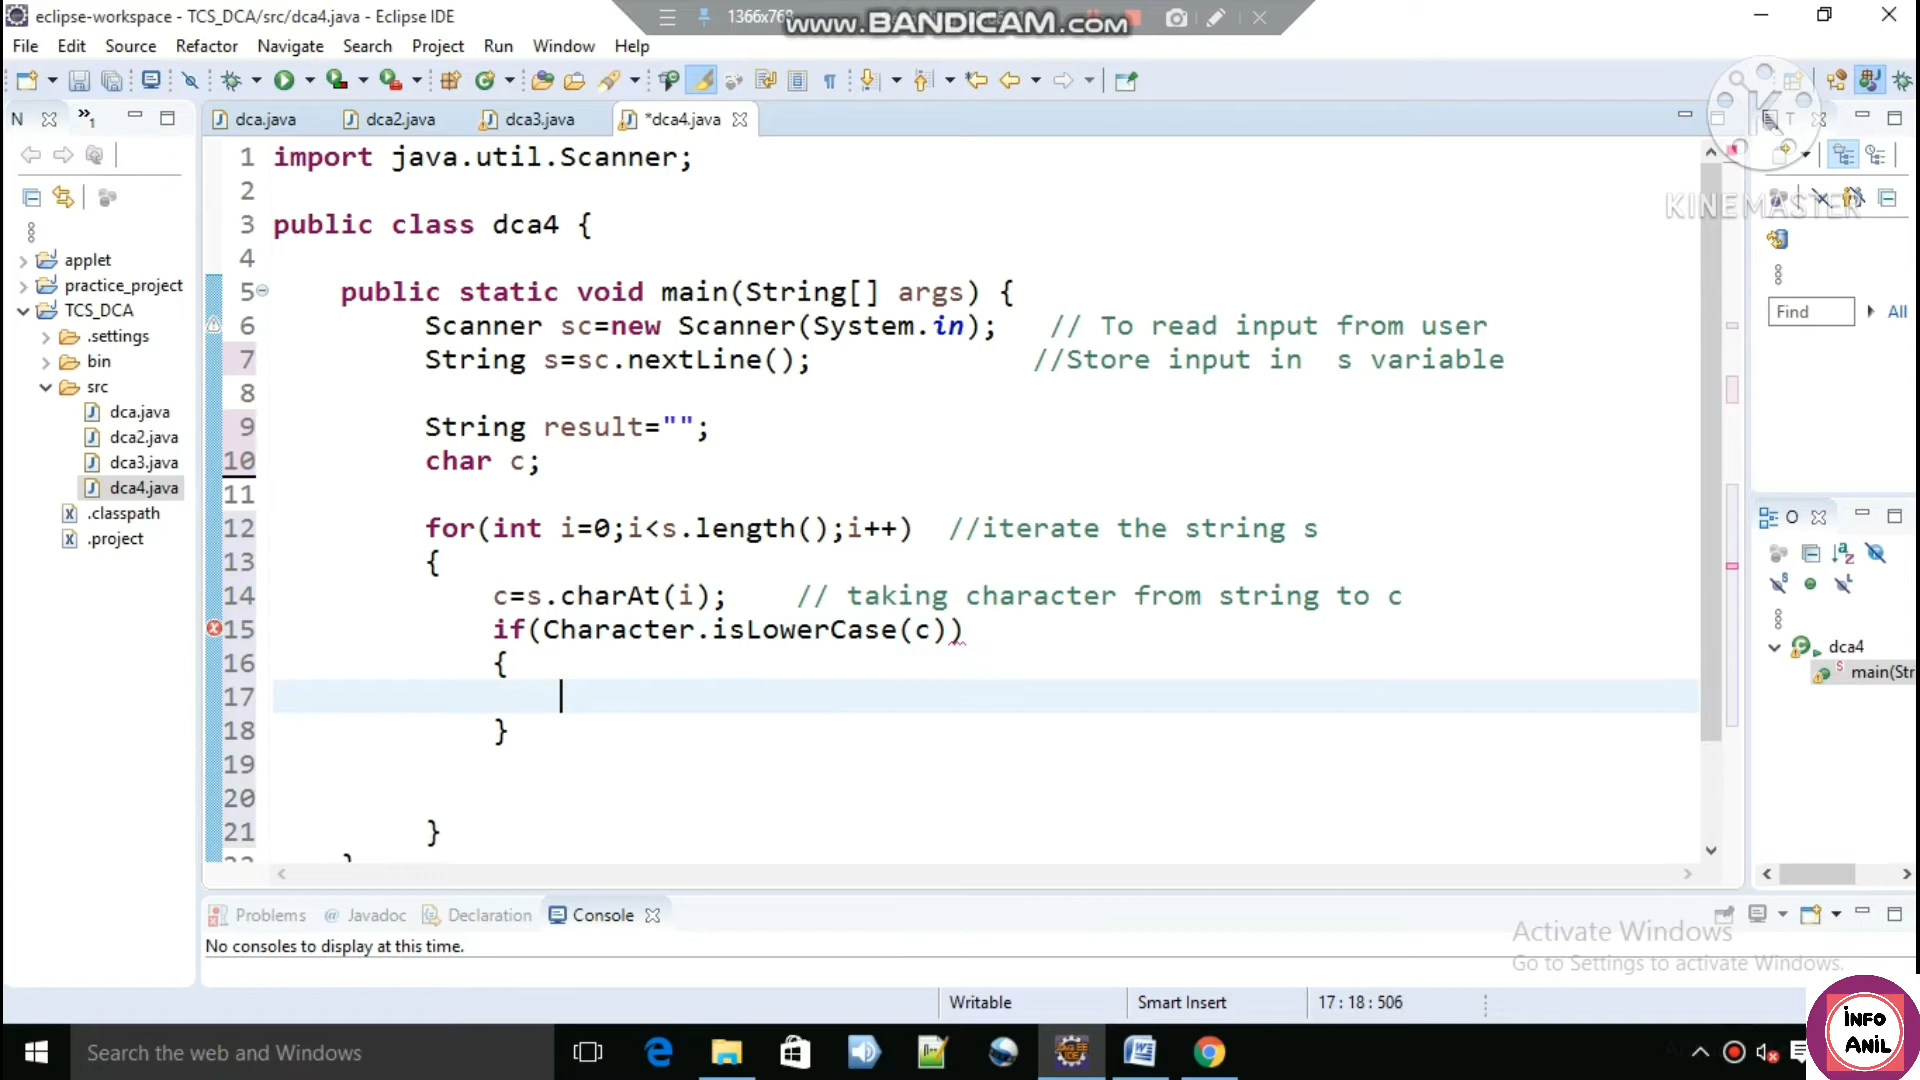 eclipse-workspace - TCS_DCA/src/dca4.java - Eclipse IDE
1366x768
www.BANDICAM.com
File Edit Source Refactor Navigate Search Project Run Window Help
N
dca.java dca2.java dca3.java *dca4.java
KINEMASTER
applet
practice_project
TCS_DCA
.settings
bin
src
dca.java
dca2.java
dca3.java
dca4.java
.classpath
.project
1 import java.util.Scanner;
2
3 public class dca4 {
4
5 public static void main(String[] args) {
6 Scanner sc=new Scanner(System.in); // To read input from user
7 String s=sc.nextLine(); //Store input in s variable
8
9 String result="";
10 char c;
11
12 for(int i=0;i<s.length();i++) //iterate the string s
13 {
14 c=s.charAt(i); // taking character from string to c
15 if(Character.isLowerCase(c))
16 {
17
18 }
19
20
21 }
Find All
O
dca4
main(Str
Problems @ Javadoc Declaration Console
No consoles to display at this time.
Activate Windows
Go to Settings to activate Windows.
Writable Smart Insert 17 : 18 : 506
Search the web and Windows
iNFO
ANiL